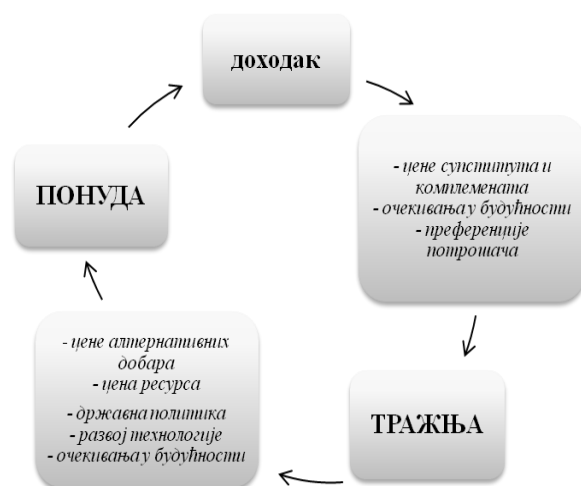 доходак
- цене супститута и
комплемената
- очекивања у будућности
- преференције
потрошача
ТРАЖЊА
- цене алтернативних
добара
- цена ресурса
- државна политика
- развој технологије
- очекивања у будућности
ПОНУДА